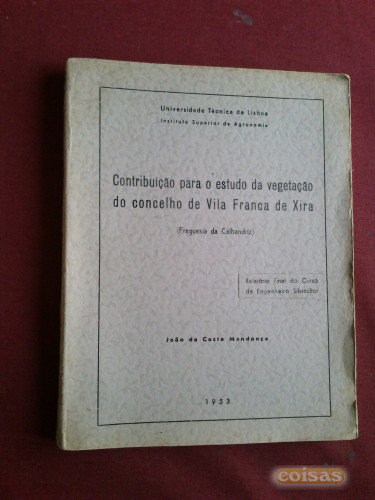 Universidade Técnica de Lisboa
Instituto Superior de Agronomia
Contribuição para o estudo da vegetação
do concelho de Vila Franca de Xira
(Freguesia da Calhandriz)
Relatório Final do Curso
de Engenheiro Silvicultor
João da Costa Mendonça
1953
coisas